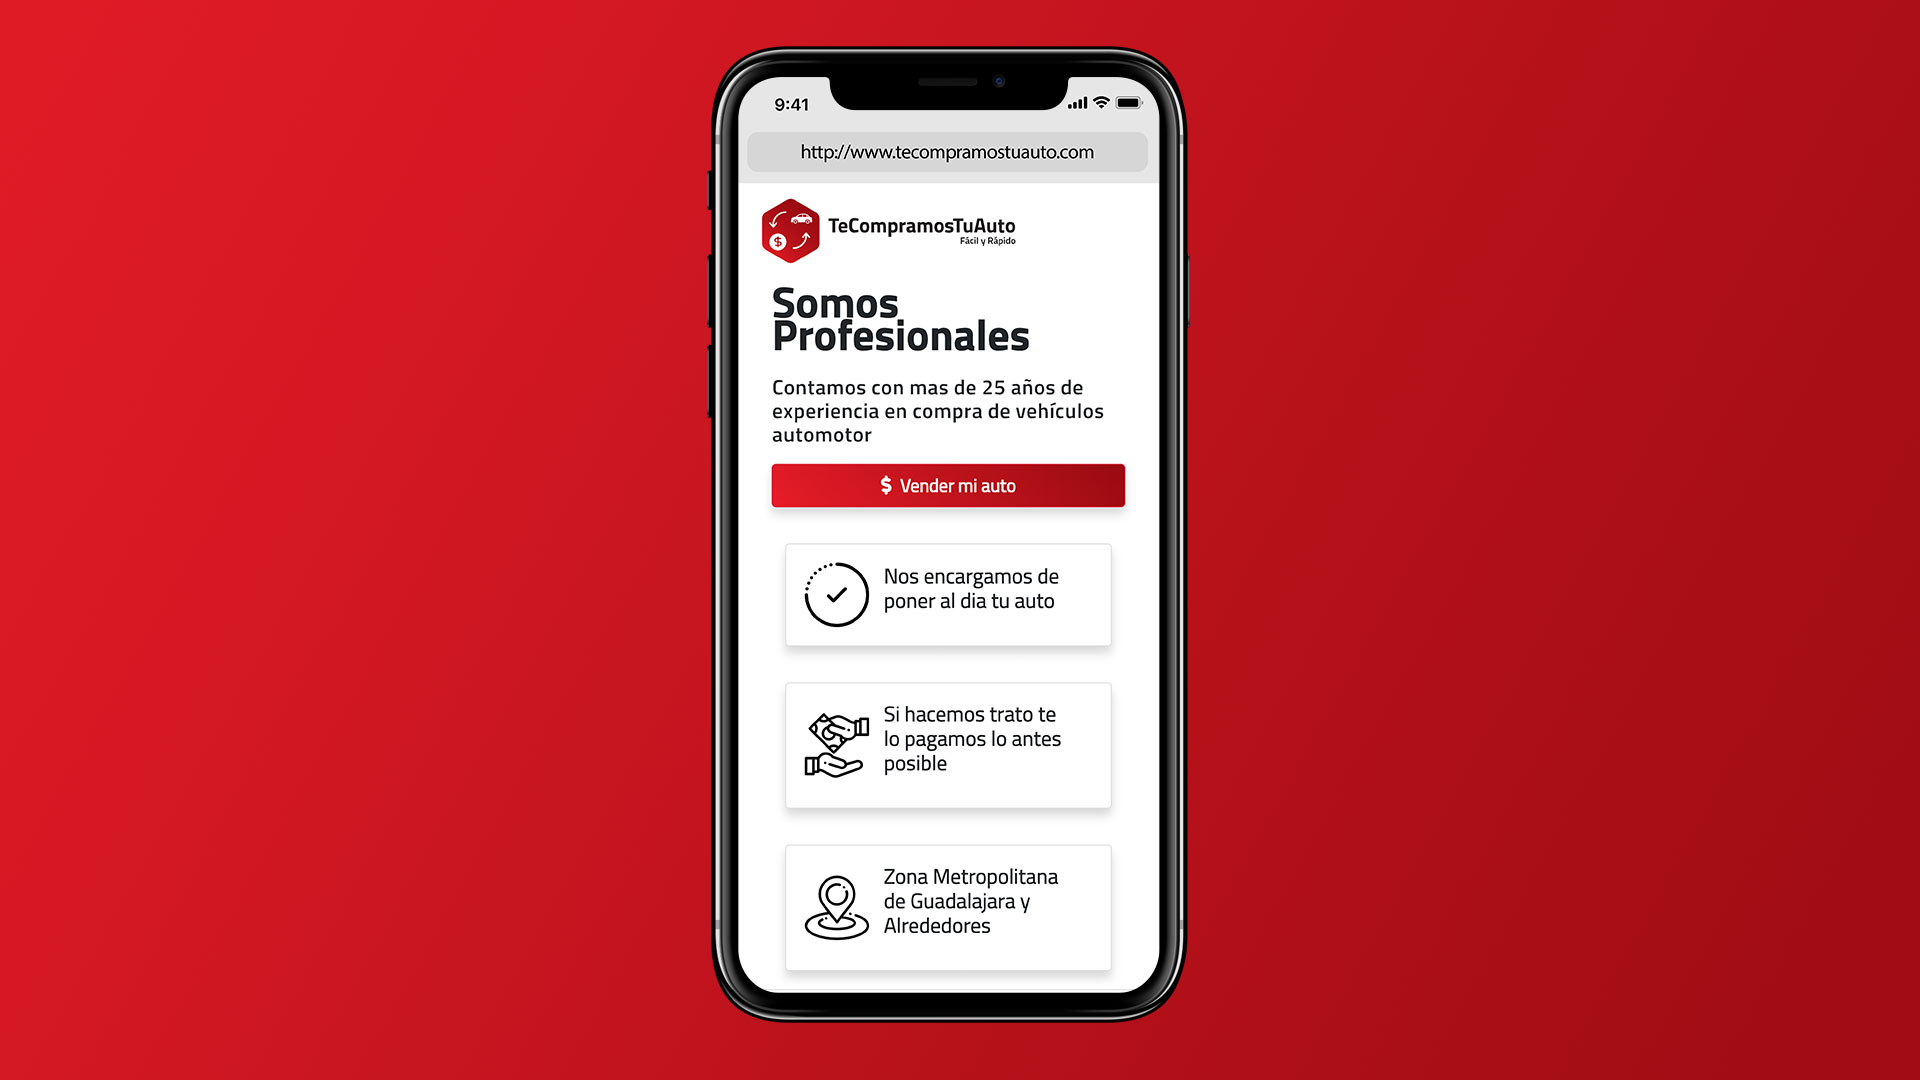 9:41
http://www.tecompramostuauto.com
TeCompramosTuAuto
Fácil y Rápido
Somos
Profesionales
Contamos con mas de 25 años de
experiencia en compra de vehículos
automotor
$ Vender mi auto
Nos encargamos de
poner al dia tu auto
Si hacemos trato te
lo pagamos lo antes
posible
Zona Metropolitana
de Guadalajara y
Alrededores